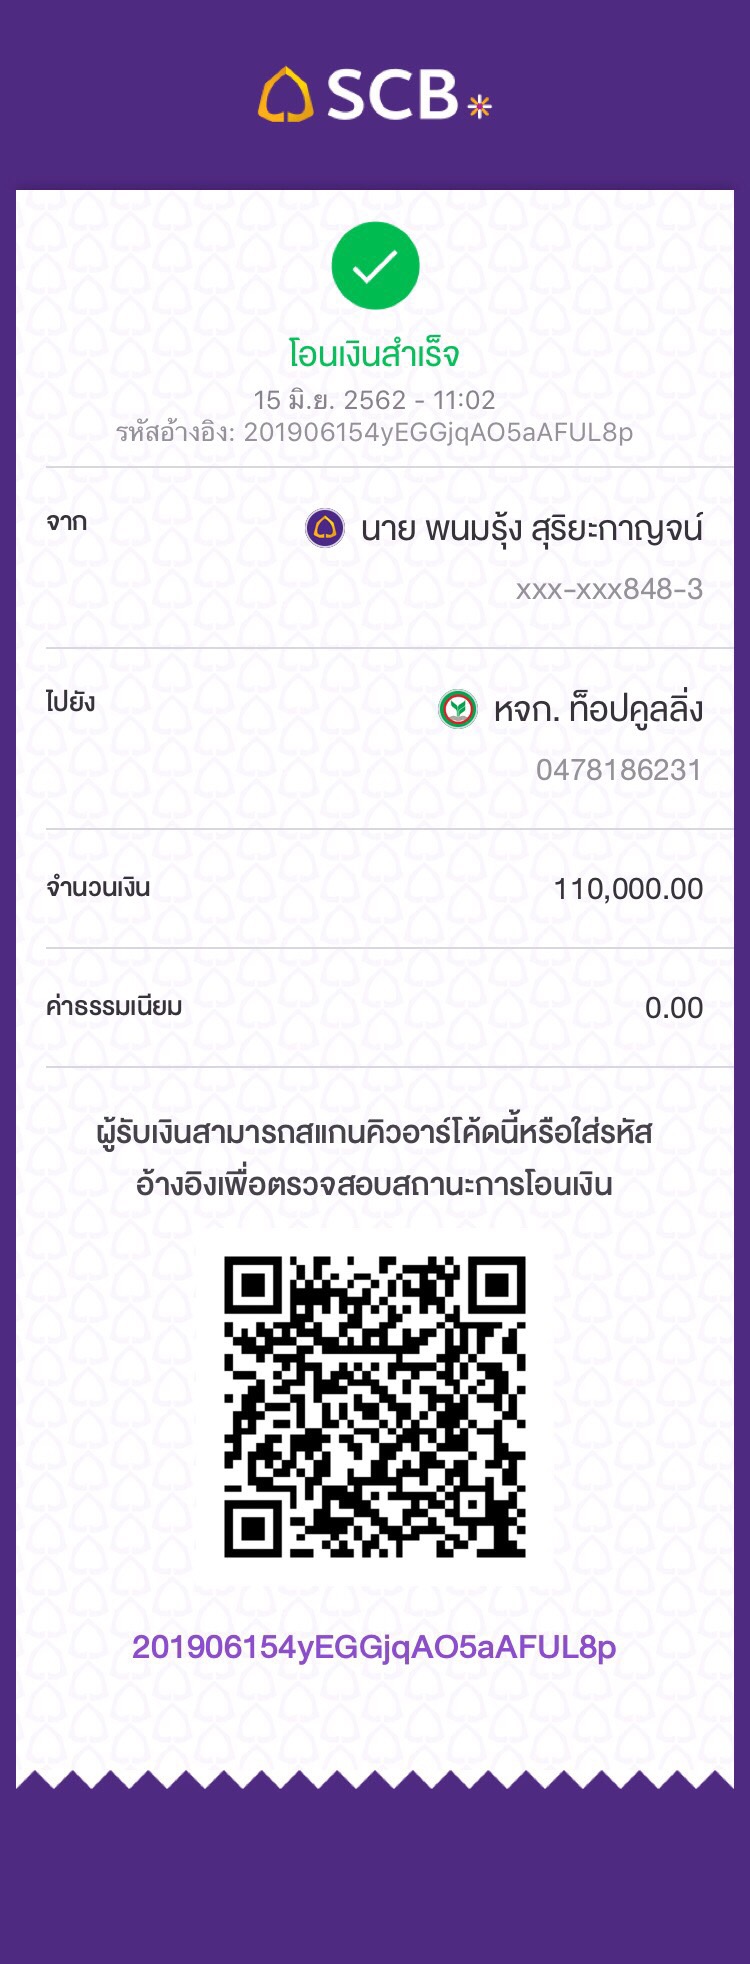 SCB
โอนเงินสำเร็จ
15 มิ.ย. 2562 - 11:02
รหัสอ้างอิง: 201906154yEGGjqAO5aAFUL8p
จาก
นาย พนมรุ้ง สุริยะกาญจน์
xxx-xxx848-3
ไปยัง
หจก. ท็อปคูลลิ่ง
0478186231
จำนวนเงิน 110,000.00
ค่าธรรมเนียม 0.00
ผู้รับเงินสามารถสแกนคิวอาร์โค้ดนี้หรือใส่รหัส
อ้างอิงเพื่อตรวจสอบสถานะการโอนเงิน
201906154yEGGjqAO5aAFUL8p